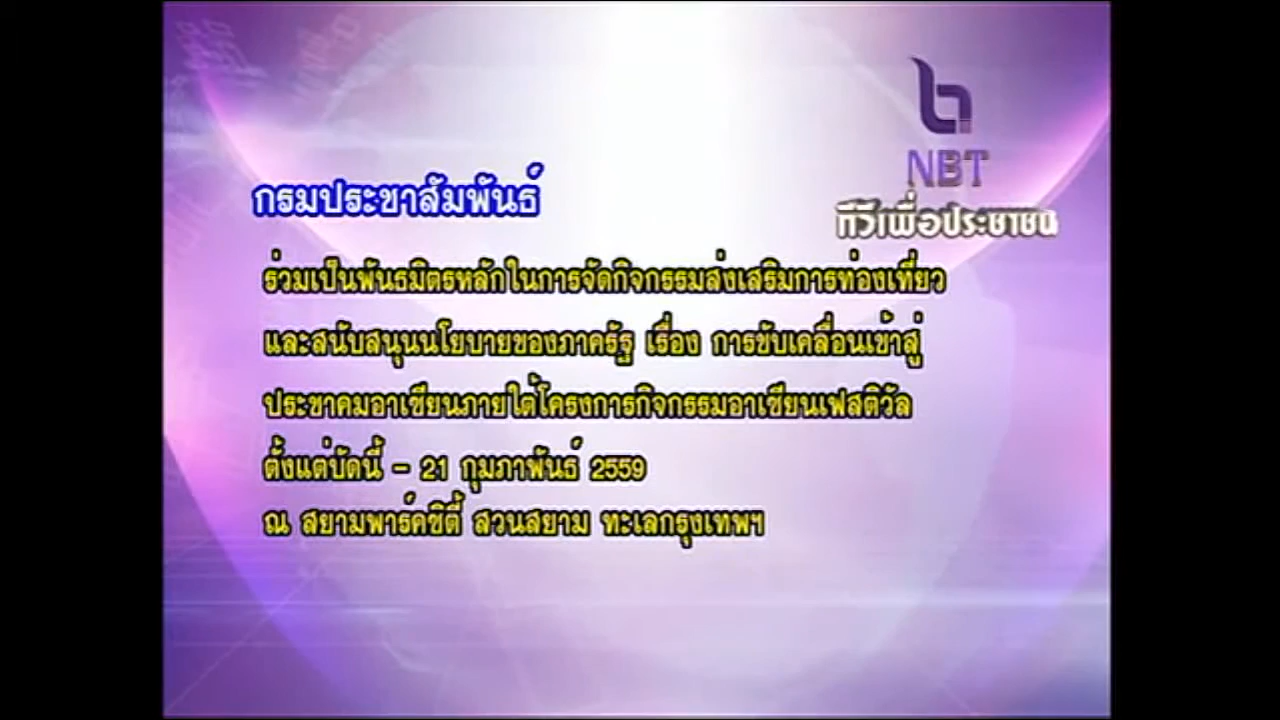 NBT
ทีวีเพื่อประชาชน
กรมประชาสัมพันธ์
ร่วมเป็นพันธมิตรหลักในการจัดกิจกรรมส่งเสริมการท่องเที่ยว
และสนับสนุนนโยบายของภาครัฐ เรื่อง การขับเคลื่อนเข้าสู่
ประชาคมอาเซียนภายใต้โครงการกิจกรรมอาเซียนเฟสติวัล
ตั้งแต่บัดนี้ - 21 กุมภาพันธ์ 2559
ณ สยามพาร์คซิตี้ สวนสยาม ทะเลกรุงเทพฯ